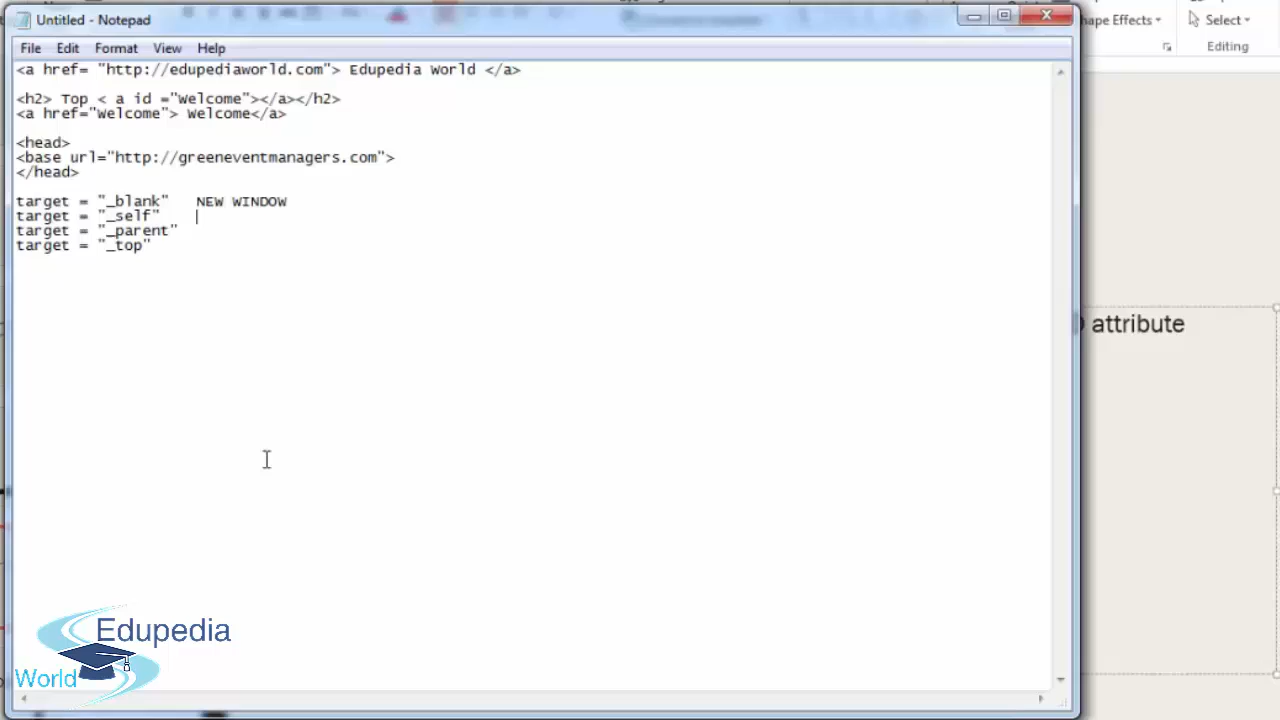 Untitled - Notepad
hape Effects
Select
File Edit Format View Help
Editing
<a href= "http://edupediaworld.com"> Edupedia World </a>
<h2> Top < a id ="Welcome"></a></h2>
<a href="Welcome"> Welcome</a>
<head>
<base url="http://greeneventmanagers.com">
</head>
target = "_blank" NEW WINDOW
target = "_self"
target = "_parent"
target = "_top"
attribute
Edupedia
World